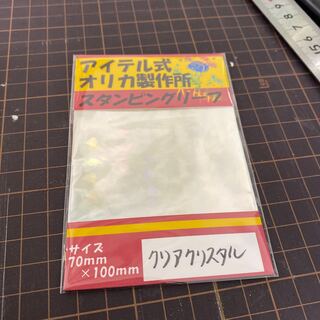 アイテル式
オリカ製作所
スタンピングリーフ
サイズ
70mm
×100mm
クリアクリスタル